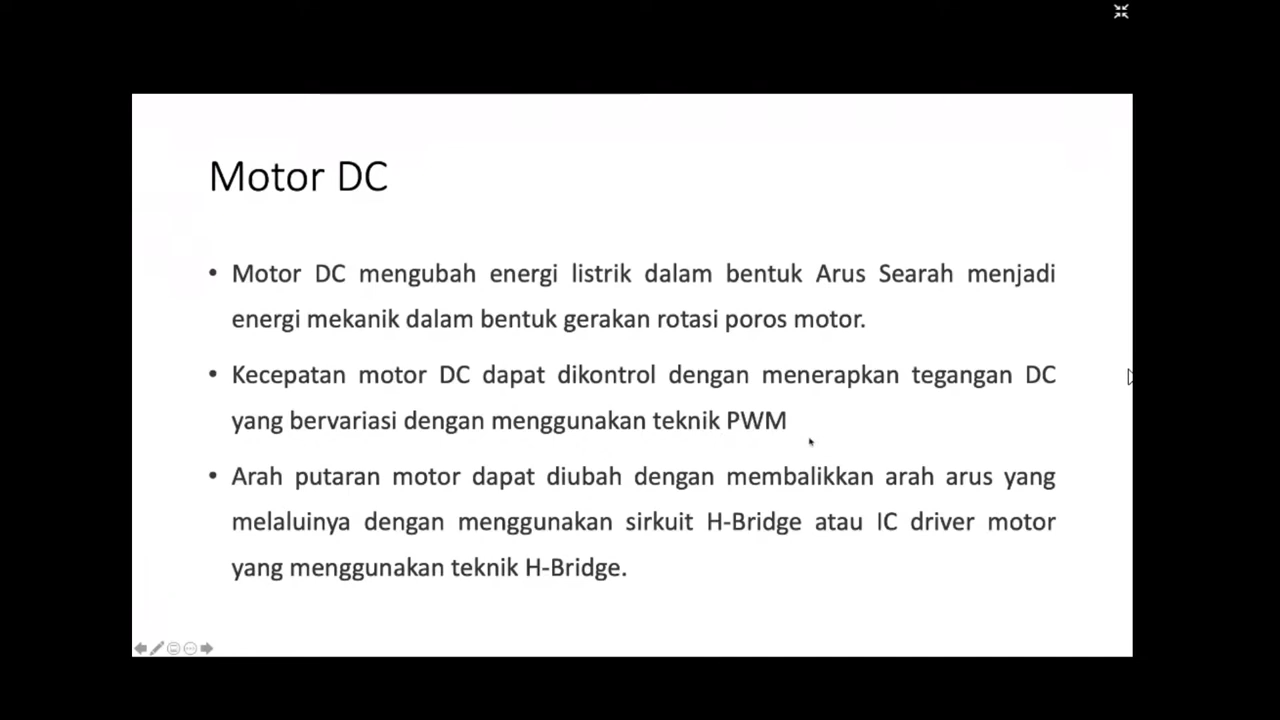 Motor DC
• Motor DC mengubah energi listrik dalam bentuk Arus Searah menjadi
energi mekanik dalam bentuk gerakan rotasi poros motor.
• Kecepatan motor DC dapat dikontrol dengan menerapkan tegangan DC
yang bervariasi dengan menggunakan teknik PWM
• Arah putaran motor dapat diubah dengan membalikkan arah arus yang
melaluinya dengan menggunakan sirkuit H-Bridge atau IC driver motor
yang menggunakan teknik H-Bridge.